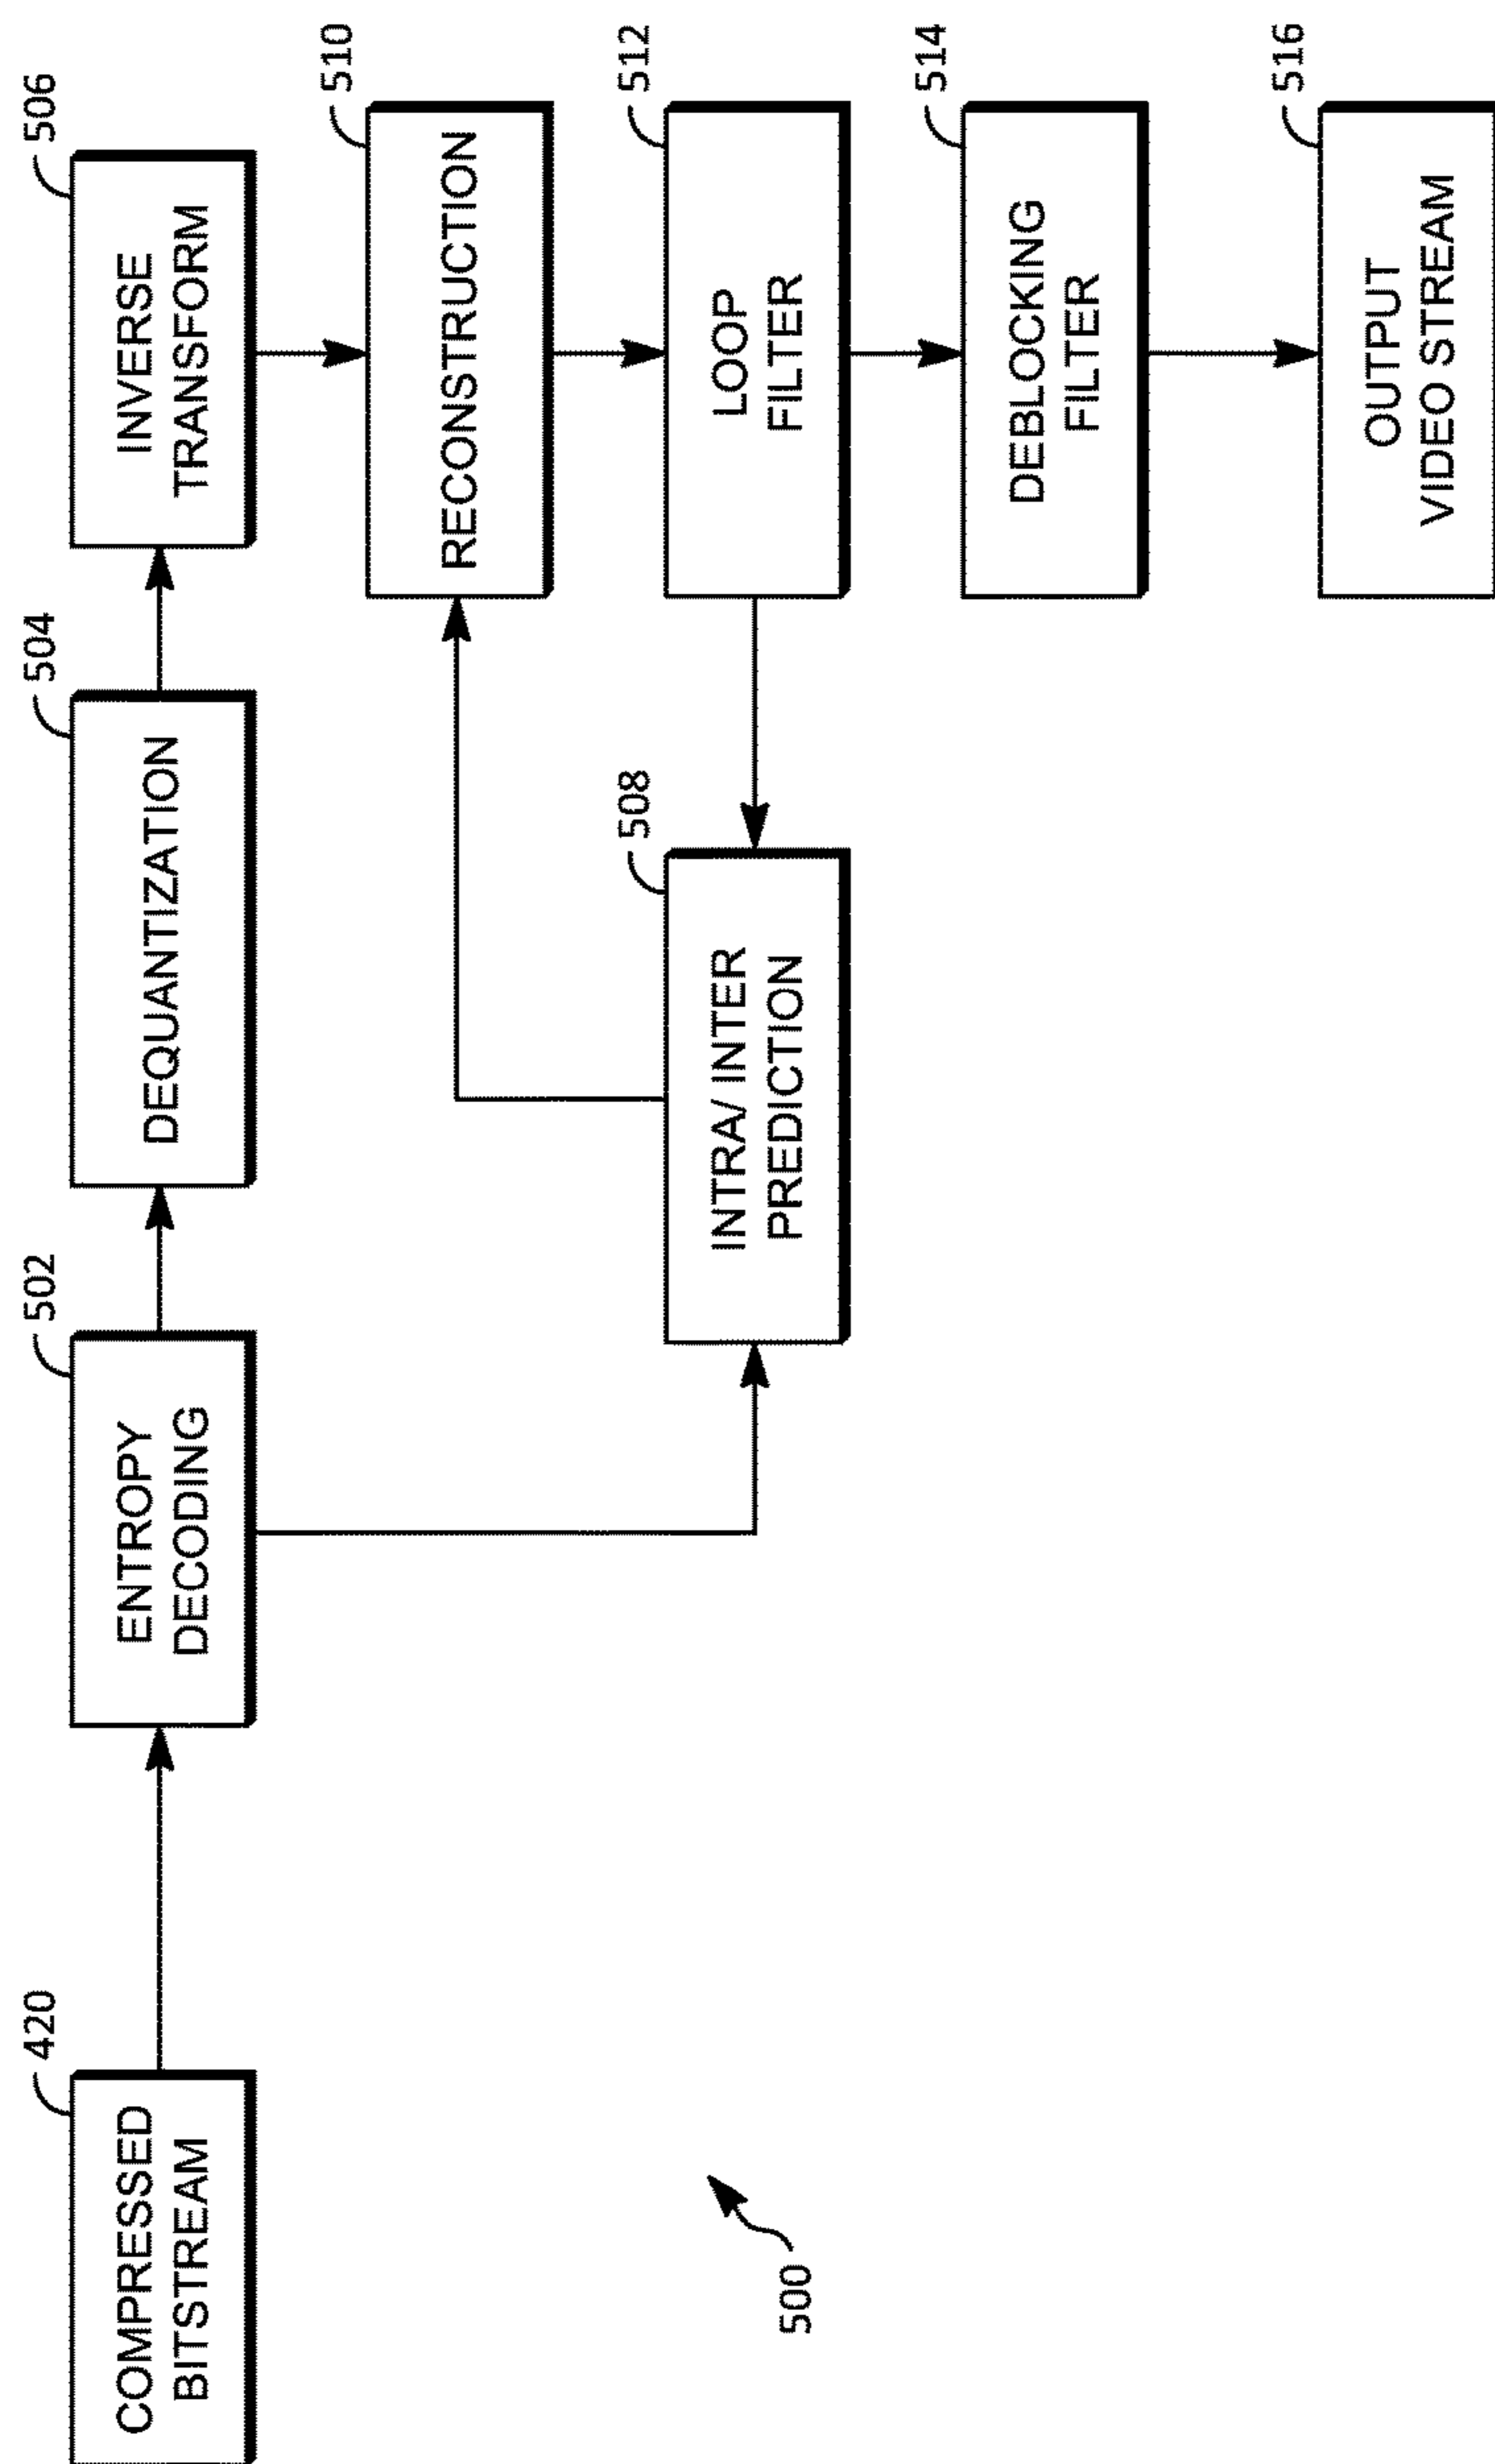 420
COMPRESSED
BITSTREAM
502
ENTROPY
DECODING
504
DEQUANTIZATION
506
INVERSE
TRANSFORM
508
INTRA/ INTER
PREDICTION
510
RECONSTRUCTION
512
LOOP
FILTER
514
DEBLOCKING
FILTER
516
OUTPUT
VIDEO STREAM
500